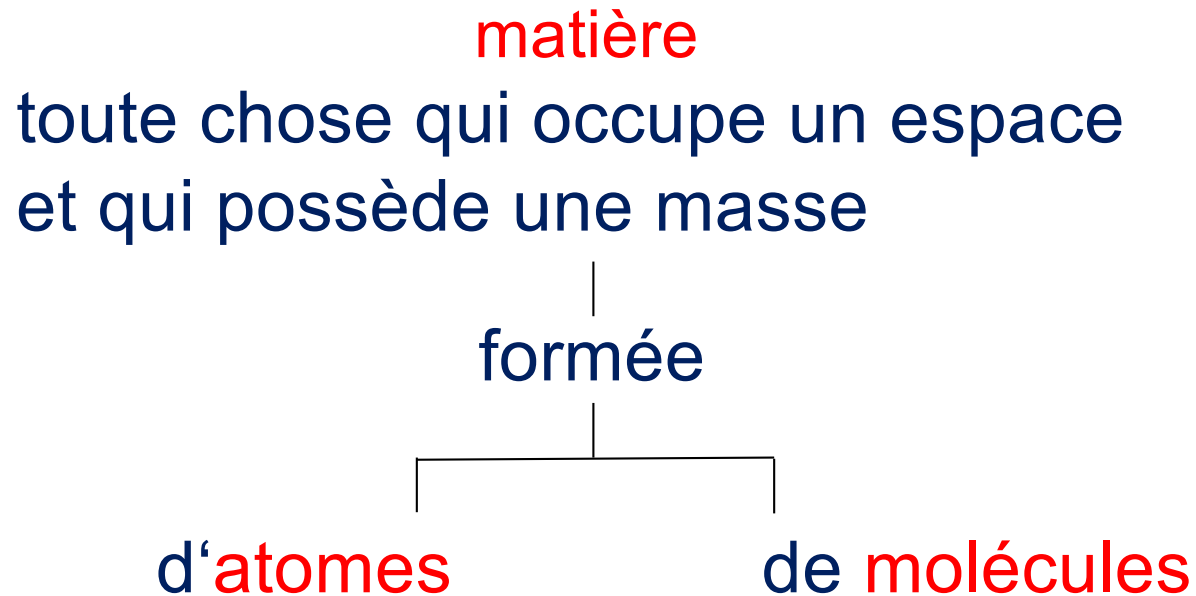 matière
toute chose qui occupe un espace
et qui possède une masse
formée
d‘atomes
de molécules